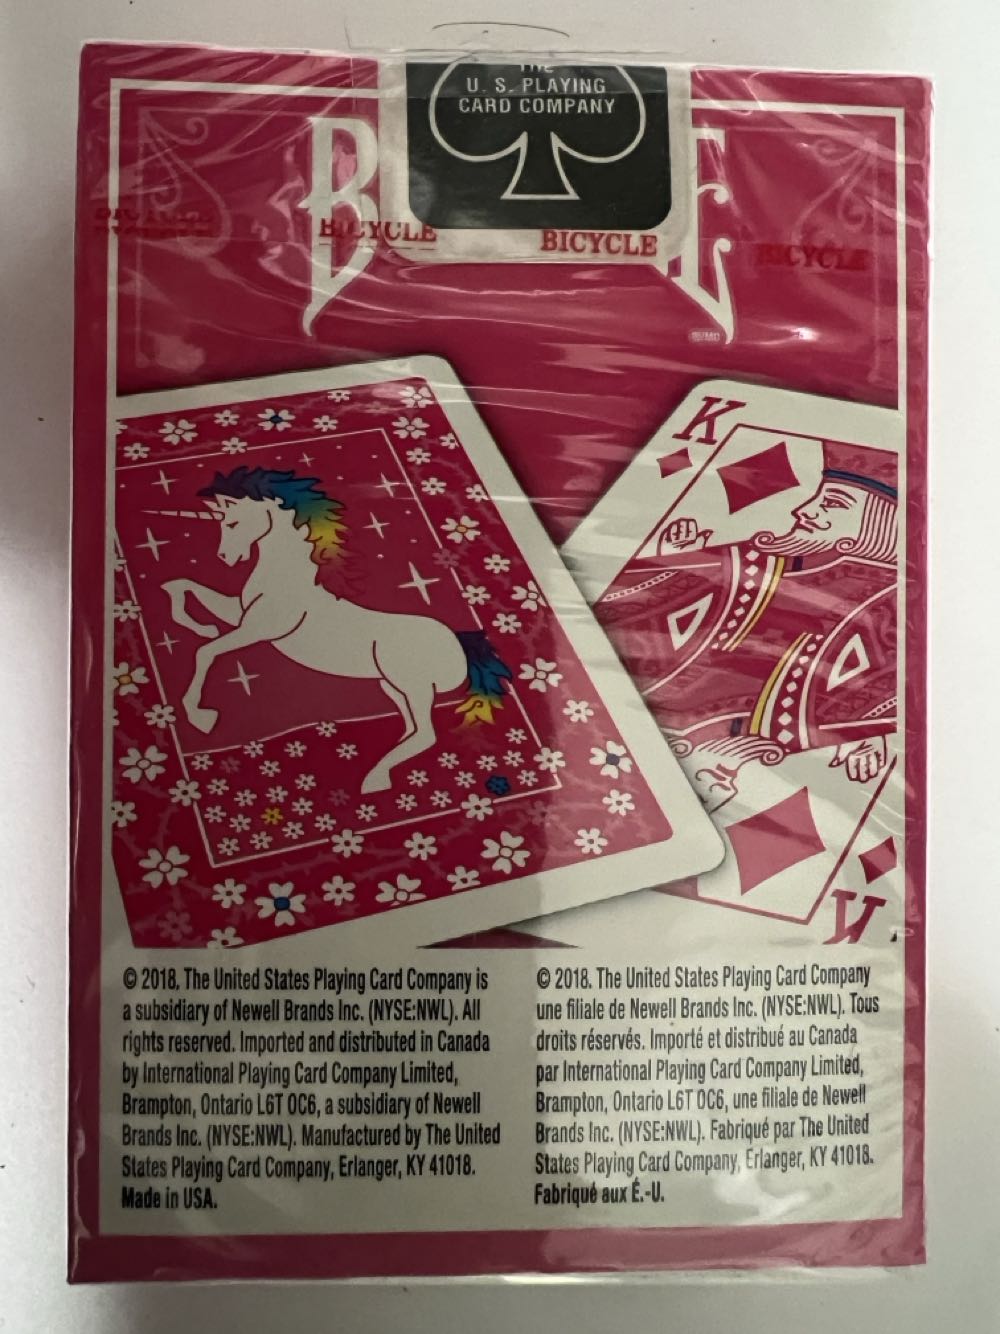 THE
U. S. PLAYING
CARD COMPANY
B E
BICYCLE BICYCLE BICYCLE
K
K
© 2018, The United States Playing Card Company is
a subsidiary of Newell Brands Inc. (NYSE:NWL). All
rights reserved. Imported and distributed in Canada
by International Playing Card Company Limited,
Brampton, Ontario L6T 0C6, a subsidiary of Newell
Brands Inc. (NYSE:NWL). Manufactured by The United
States Playing Card Company, Erlanger, KY 41018.
Made in USA.
© 2018, The United States Playing Card Company
une filiale de Newell Brands Inc. (NYSE:NWL). Tous
droits réservés. Importé et distribué au Canada
par International Playing Card Company Limited,
Brampton, Ontario L6T 0C6, une filiale de Newell
Brands Inc. (NYSE:NWL). Fabriqué par The United
States Playing Card Company, Erlanger, KY 41018.
Fabriqué aux É.-U.